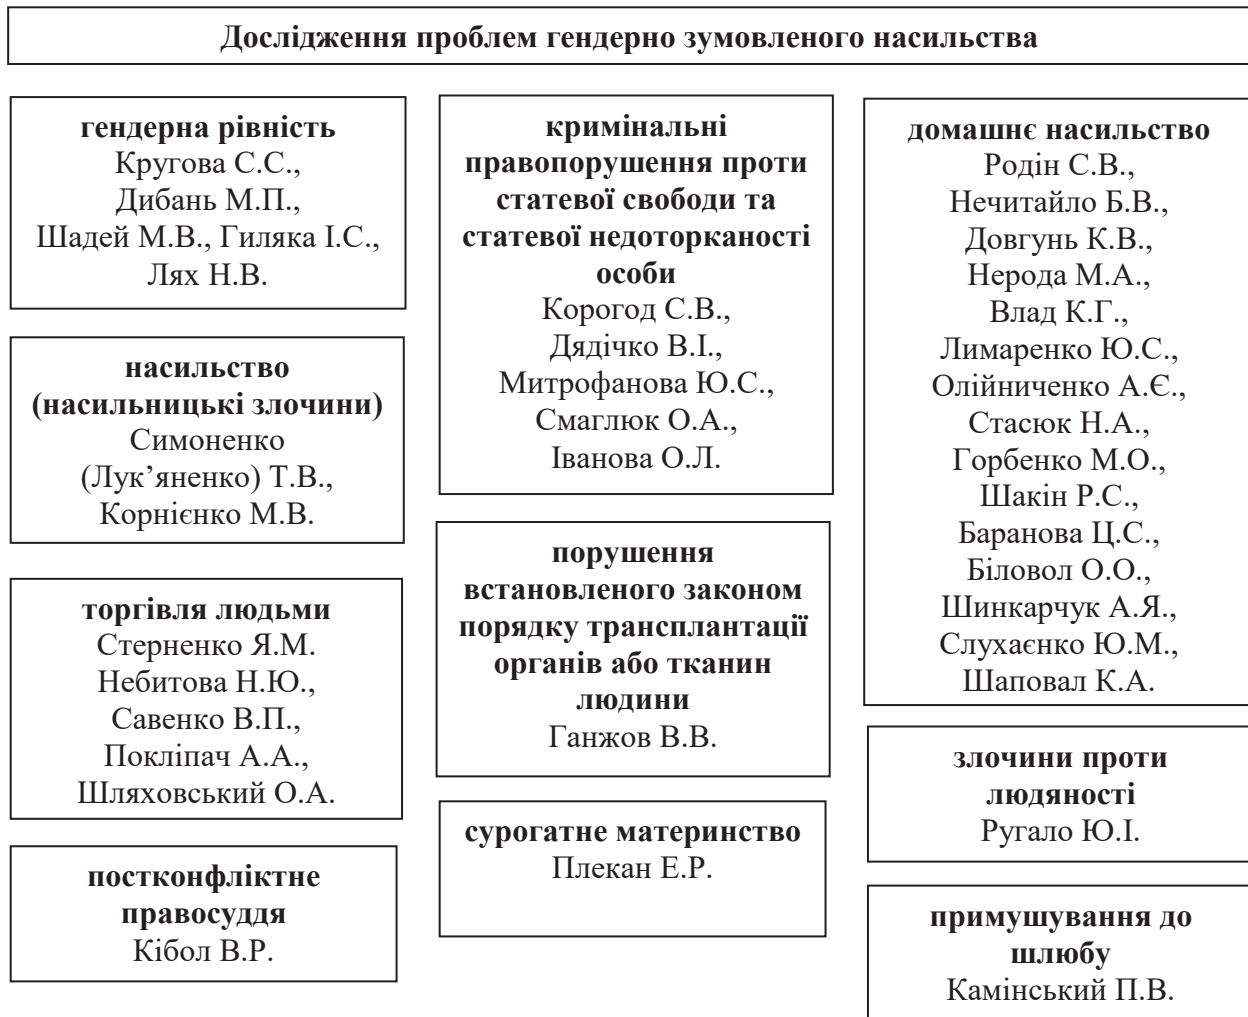 Дослідження проблем гендерно зумовленого насильства
гендерна рівність
Кругова С.С.,
Дибань М.П.,
Шадей М.В., Гиляка І.С.,
Лях Н.В.
насильство
(насильницькі злочини)
Симоненко
(Лук’яненко) Т.В.,
Корнієнко М.В.
торгівля людьми
Стерненко Я.М.
Небитова Н.Ю.,
Савенко В.П.,
Покліпач А.А.,
Шляховський О.А.
постконфліктне
правосуддя
Кібол В.Р.
кримінальні
правопорушення проти
статевої свободи та
статевої недоторканості
особи
Корогод С.В.,
Дядічко В.І.,
Митрофанова Ю.С.,
Смаглюк О.А.,
Іванова О.Л.
порушення
встановленого законом
порядку трансплантації
органів або тканин
людини
Ганжов В.В.
сурогатне материнство
Плекан Е.Р.
домашнє насильство
Родін С.В.,
Нечитайло Б.В.,
Довгунь К.В.,
Нерода М.А.,
Влад К.Г.,
Лимаренко Ю.С.,
Олійниченко А.Є.,
Стасюк Н.А.,
Горбенко М.О.,
Шакін Р.С.,
Баранова Ц.С.,
Біловол О.О.,
Шинкарчук А.Я.,
Слухаєнко Ю.М.,
Шаповал К.А.
злочини проти
людяності
Ругало Ю.І.
примушування до
шлюбу
Камінський П.В.